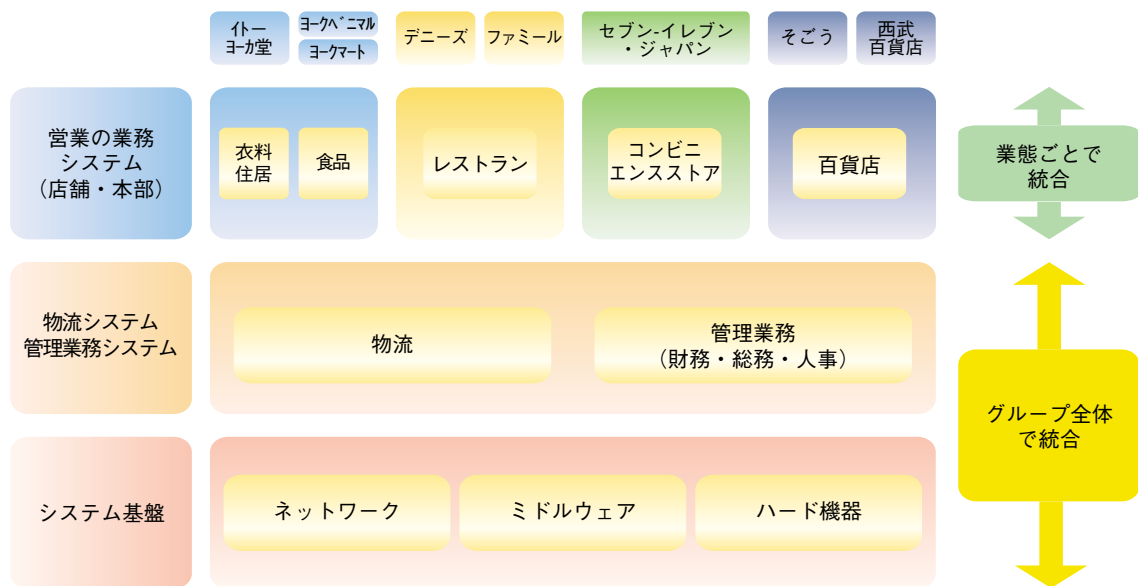 イトー
ヨーカ堂
ヨークベニマル
ヨークマート
デニーズ
ファミール
セブン-イレブン
・ジャパン
そごう
西武
百貨店
営業の業務
システム
（店舗・本部）
衣料
住居
食品
レストラン
コンビニ
エンスストア
百貨店
業態ごとで
統合
物流システム
管理業務システム
物流
管理業務
（財務・総務・人事）
グループ全体
で統合
システム基盤
ネットワーク
ミドルウェア
ハード機器